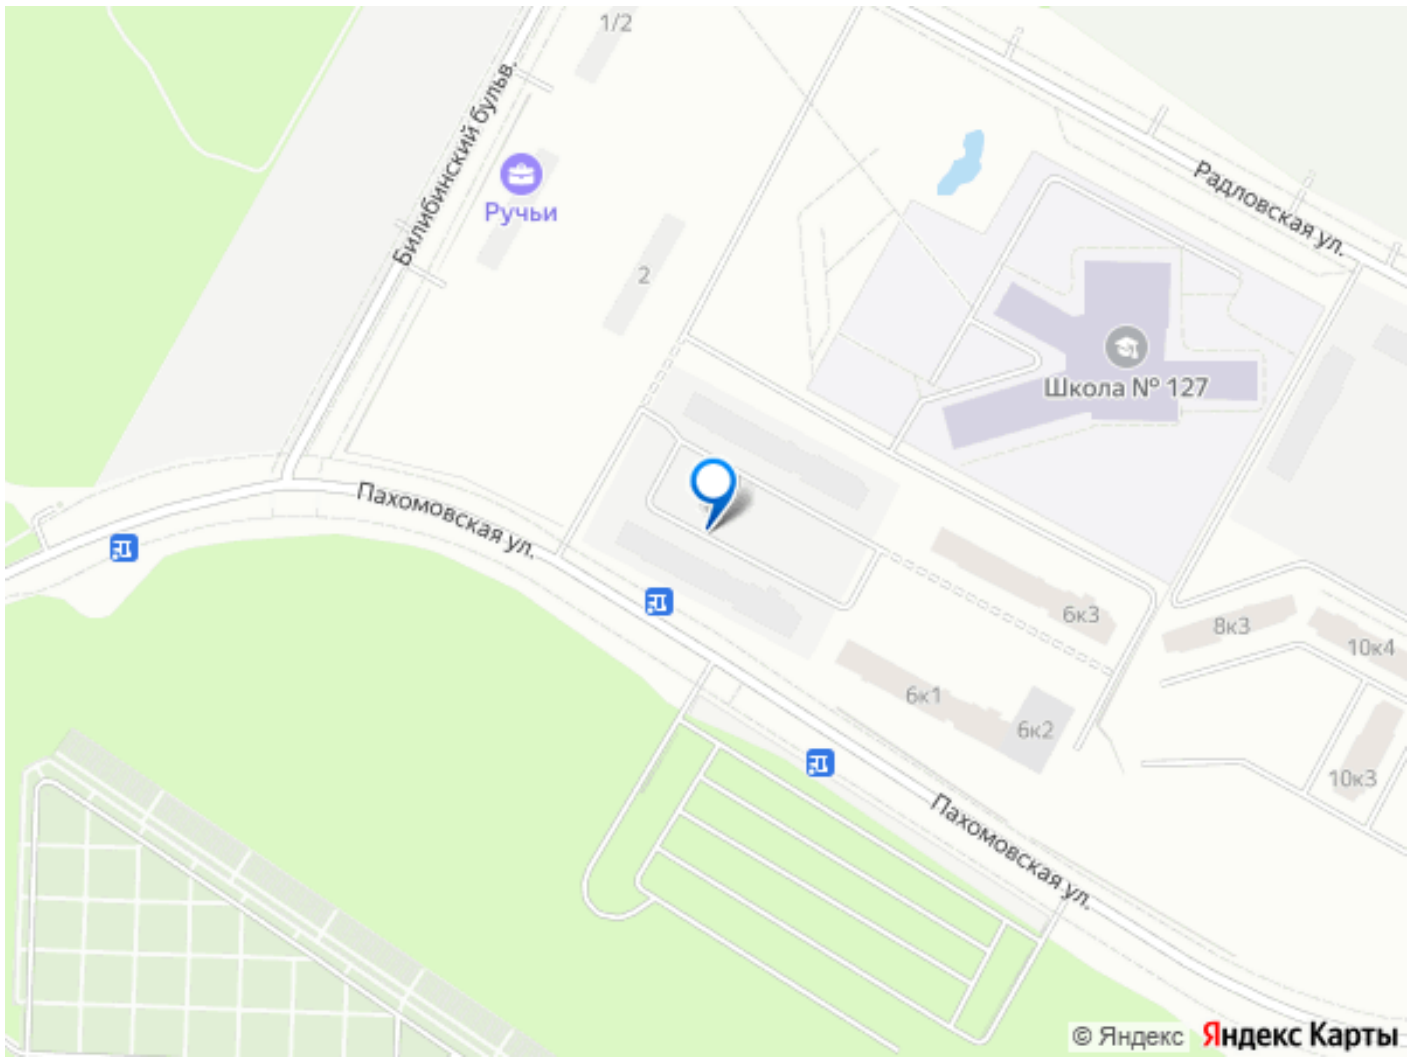 1/2
Билибинский бульв.
Ручьи
2
Радловская ул.
Школа № 127
Пахомовская ул.
6к3
8к3
10к4
6к1
6к2
10к3
Пахомовская ул.
© Яндекс Яндекс Карты